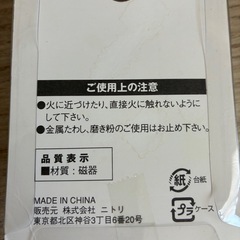 ご使用上の注意
●火に近づけたり、直接火に触れないように
して下さい。
●金属たわし、磨き粉のご使用はお止め下さい。
品質表示
■材質：磁器
MADE IN CHINA
販売元 株式会社 ニトリ
東京都北区神谷3丁目6番20号
紙 台紙
プラ ケース